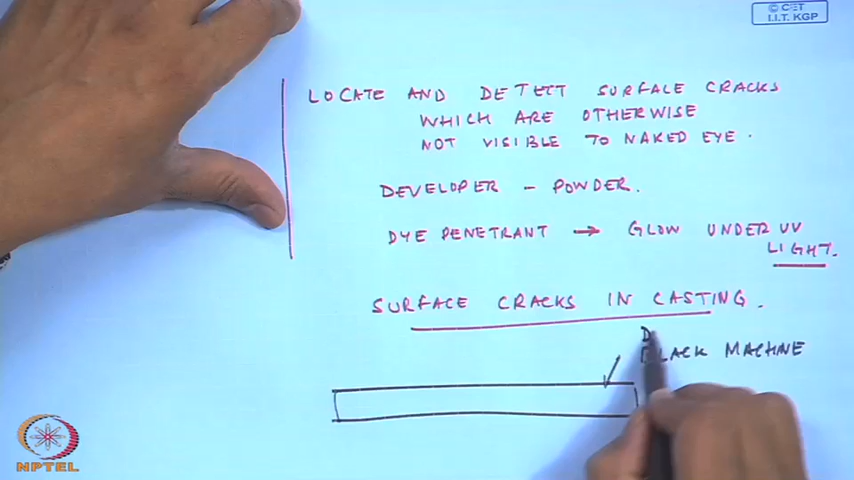 © CET
I.I.T. KGP
LOCATE AND DETECT SURFACE CRACKS
WHICH ARE OTHERWISE
NOT VISIBLE TO NAKED EYE.
DEVELOPER - POWDER.
DYE PENETRANT → GLOW UNDER UV
LIGHT.
SURFACE CRACKS IN CASTING.
MACHINE
NPTEL